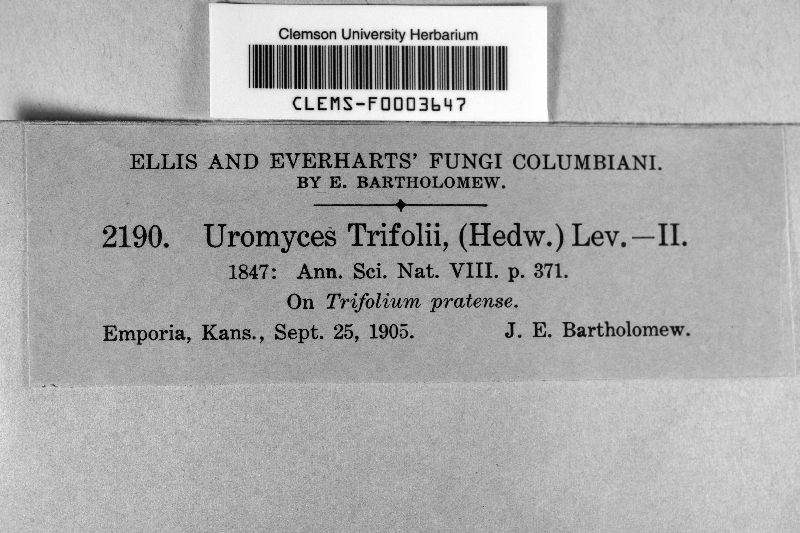 Clemson University Herbarium
CLEMS-F0003647
ELLIS AND EVERHARTS' FUNGI COLUMBIANI.
BY E. BARTHOLOMEW.
2190. Uromyces Trifolii, (Hedw.) Lev.—II.
1847: Ann. Sci. Nat. VIII. p. 371.
On Trifolium pratense.
Emporia, Kans., Sept. 25, 1905. J. E. Bartholomew.